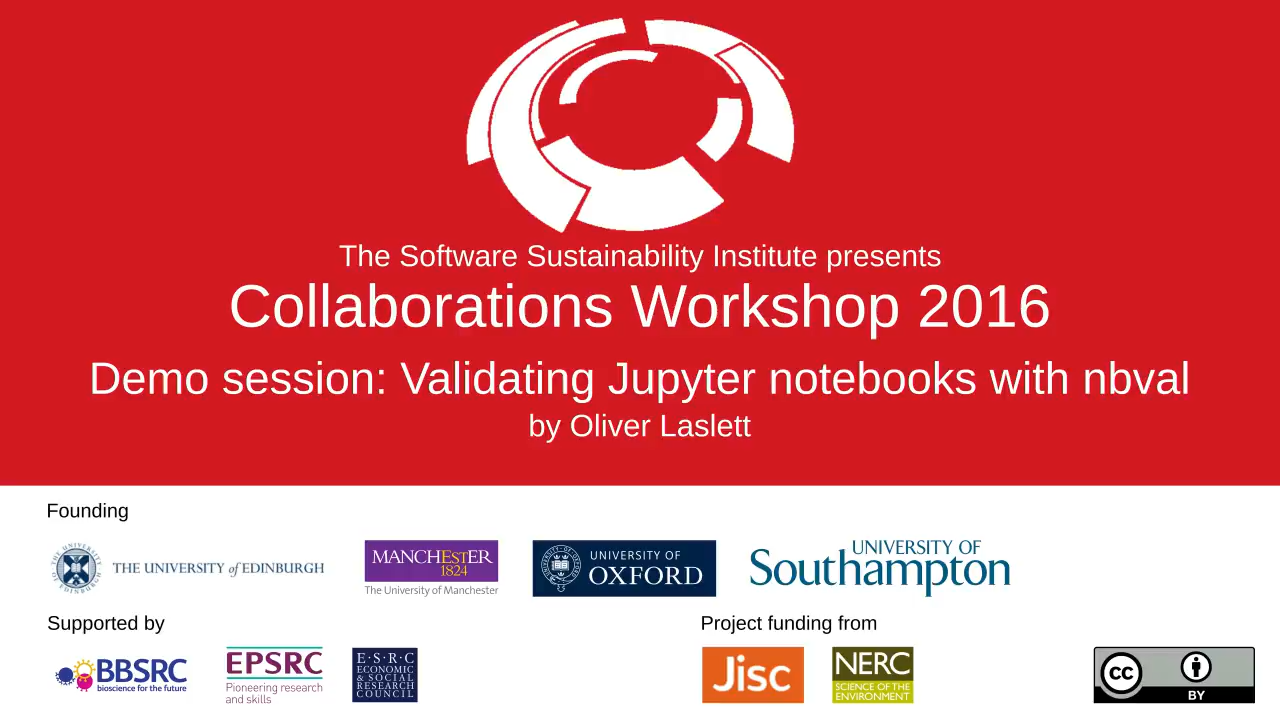 The Software Sustainability Institute presents
Collaborations Workshop 2016
Demo session: Validating Jupyter notebooks with nbval
by Oliver Laslett
Founding
THE UNIVERSITY of EDINBURGH
MANCHESTER
1824
The University of Manchester
UNIVERSITY OF
OXFORD
UNIVERSITY OF
Southampton
Supported by
Project funding from
BBSRC
bioscience for the future
EPSRC
Pioneering research
and skills
E·S·R·C
ECONOMIC
& SOCIAL
RESEARCH
COUNCIL
Jisc
NERC
SCIENCE OF THE
ENVIRONMENT
cc
BY